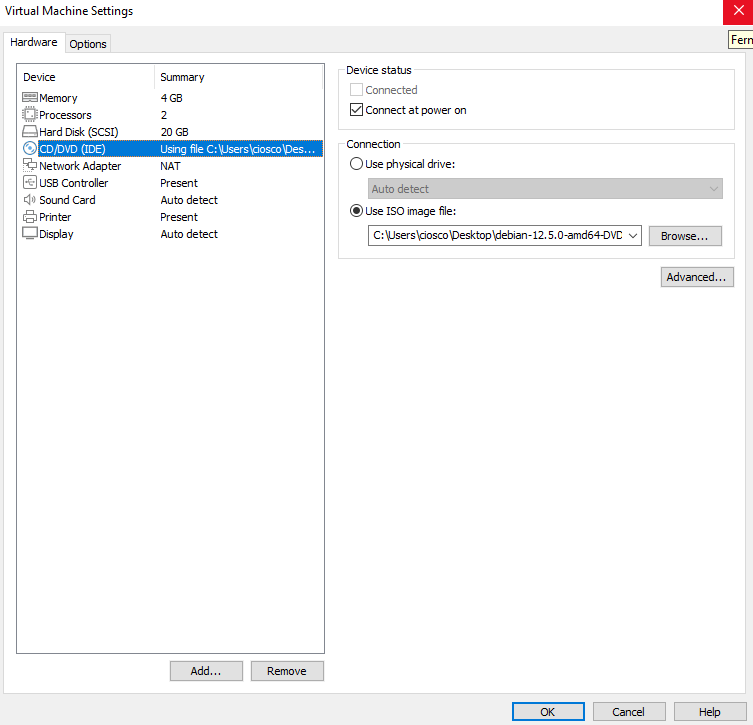 Virtual Machine Settings
Hardware Options
Device Summary
Memory 4 GB
Processors 2
Hard Disk (SCSI) 20 GB
CD/DVD (IDE) Using file C:\Users\ciosco\Des...
Network Adapter NAT
USB Controller Present
Sound Card Auto detect
Printer Present
Display Auto detect
Add... Remove
Fern
Device status
Connected
Connect at power on
Connection
Use physical drive:
Auto detect
Use ISO image file:
C:\Users\ciosco\Desktop\debian-12.5.0-amd64-DVD Browse...
Advanced...
OK Cancel Help